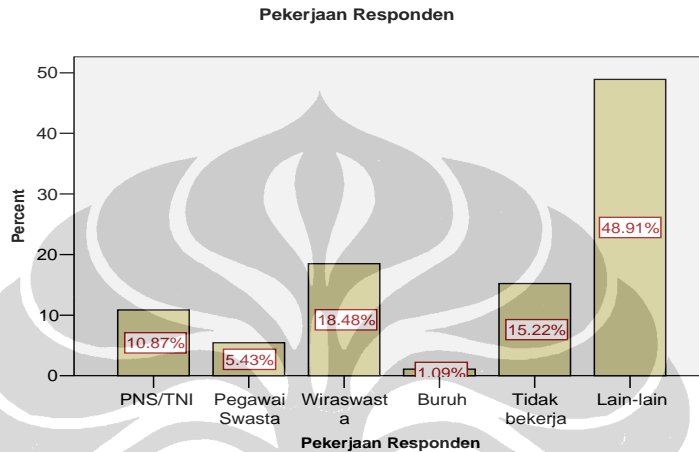 Pekerjaan Responden
50
40
30
20
10
0
Percent
10.87%
5.43%
18.48%
1.09%
15.22%
48.91%
PNS/TNI
Pegawai
Swasta
Wiraswast
a
Buruh
Tidak
bekerja
Lain-lain
Pekerjaan Responden